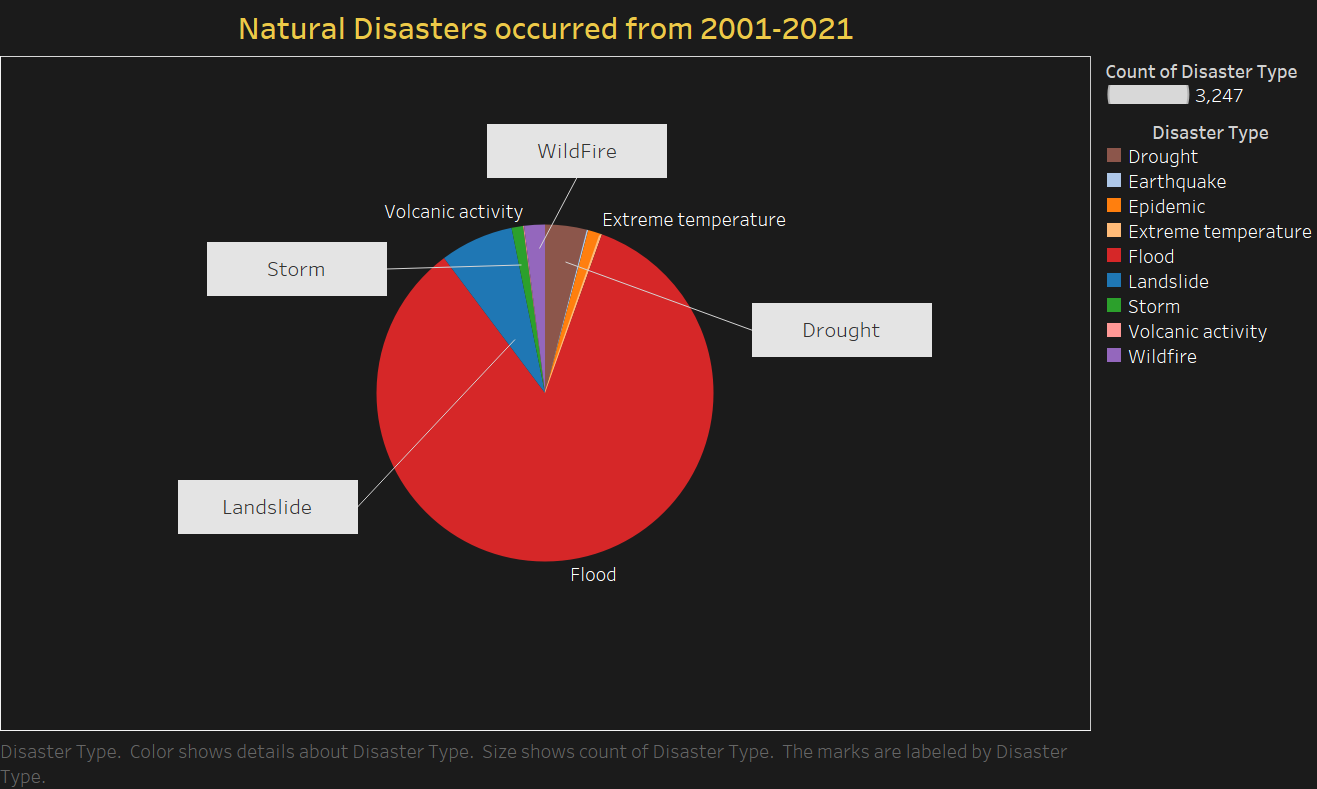 Natural Disasters occurred from 2001-2021
Count of Disaster Type
3,247
Disaster Type
Drought
Earthquake
Epidemic
Extreme temperature
Flood
Landslide
Storm
Volcanic activity
Wildfire
WildFire
Volcanic activity
Extreme temperature
Storm
Drought
Landslide
Flood
Disaster Type.  Color shows details about Disaster Type.  Size shows count of Disaster Type.  The marks are labeled by Disaster
Type.